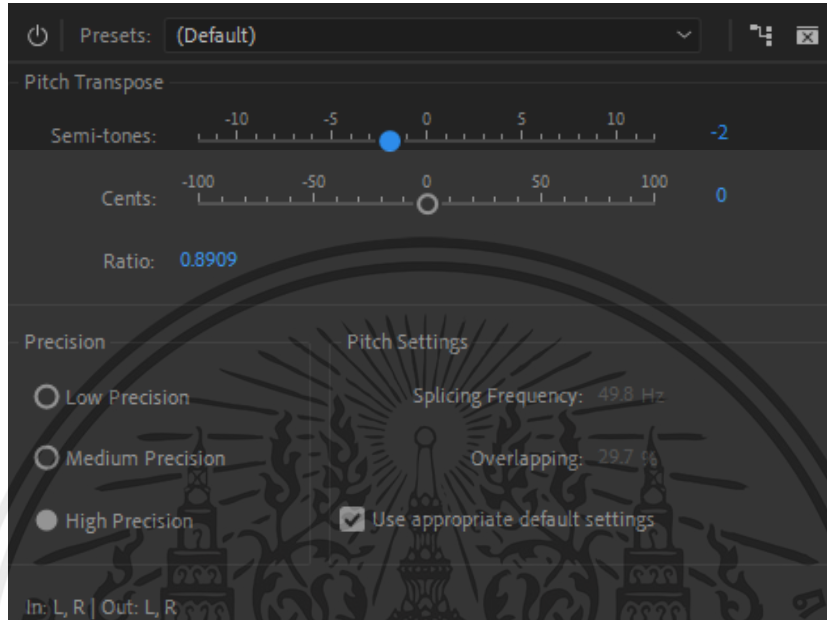 Presets: (Default)
Pitch Transpose
-10 -5 0 5 10
Semi-tones: -2
-100 -50 0 50 100
Cents: 0
Ratio: 0.8909
Precision Pitch Settings
Low Precision Splicing Frequency: 49.8 Hz
Medium Precision Overlapping: 29.7 %
High Precision Use appropriate default settings
In: L, R | Out: L, R